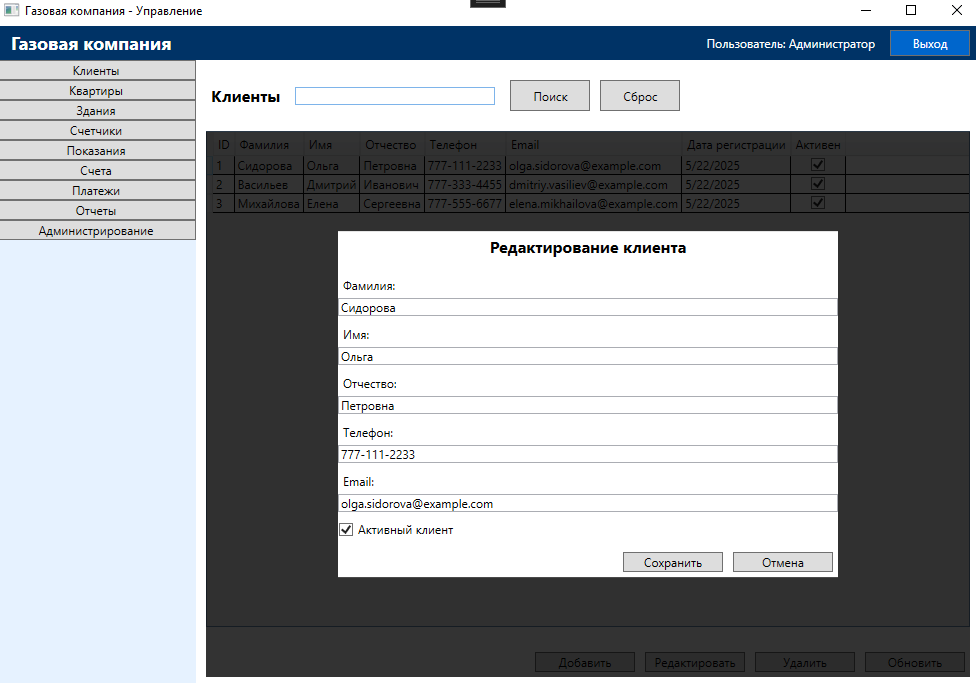 Газовая компания - Управление
Газовая компания Пользователь: Администратор Выход
Клиенты
Квартиры
Здания
Счетчики
Показания
Счета
Платежи
Отчеты
Администрирование
Клиенты Поиск Сброс
ID Фамилия Имя Отчество Телефон Email Дата регистрации Активен
1 Сидорова Ольга Петровна 777-111-2233 olga.sidorova@example.com 5/22/2025
2 Васильев Дмитрий Иванович 777-333-4455 dmitriy.vasiliev@example.com 5/22/2025
3 Михайлова Елена Сергеевна 777-555-6677 elena.mikhailova@example.com 5/22/2025
Редактирование клиента
Фамилия:
Сидорова
Имя:
Ольга
Отчество:
Петровна
Телефон:
777-111-2233
Email:
olga.sidorova@example.com
Активный клиент
Сохранить Отмена
Добавить Редактировать Удалить Обновить